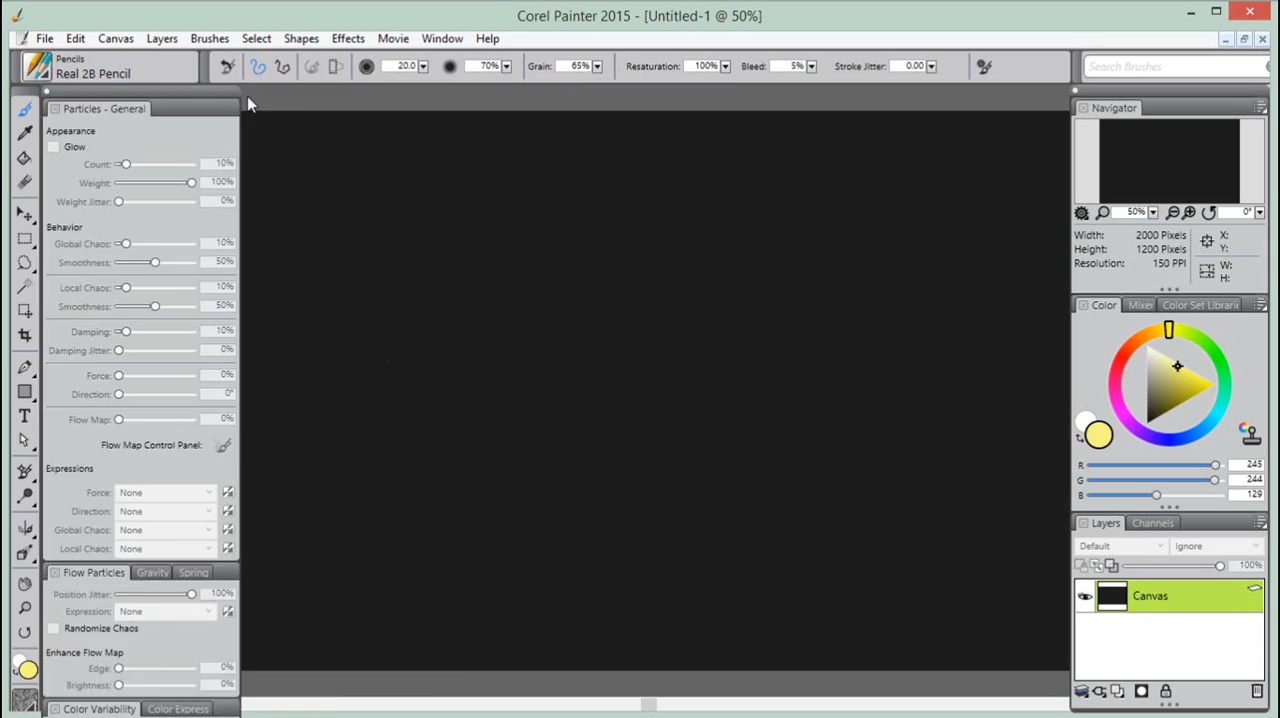 Corel Painter 2015 - [Untitled-1 @ 50%]
File Edit Canvas Layers Brushes Select Shapes Effects Movie Window Help
Pencils
Real 2B Pencil
20.0 70% Grain: 65% Resaturation: 100% Bleed: 5% Stroke Jitter: 0.00
Search Brushes
Particles - General
Appearance
Glow
Count: 10%
Weight: 100%
Weight Jitter: 0%
Behavior
Global Chaos: 10%
Smoothness: 50%
Local Chaos: 10%
Smoothness: 50%
Damping: 10%
Damping Jitter: 0%
Force: 0%
Direction: 0°
Flow Map: 0%
Flow Map Control Panel:
Expressions
Force: None
Direction: None
Global Chaos: None
Local Chaos: None
Flow Particles Gravity Spring
Position Jitter: 100%
Expression: None
Randomize Chaos
Enhance Flow Map
Edge: 0%
Brightness: 0%
Color Variability Color Express
Navigator
50% 0°
Width: 2000 Pixels X:
Height: 1200 Pixels Y:
Resolution: 150 PPI W:
H:
Color Mixer Color Set Librari
R 245
G 244
B 129
Layers Channels
Default Ignore
100%
Canvas
T